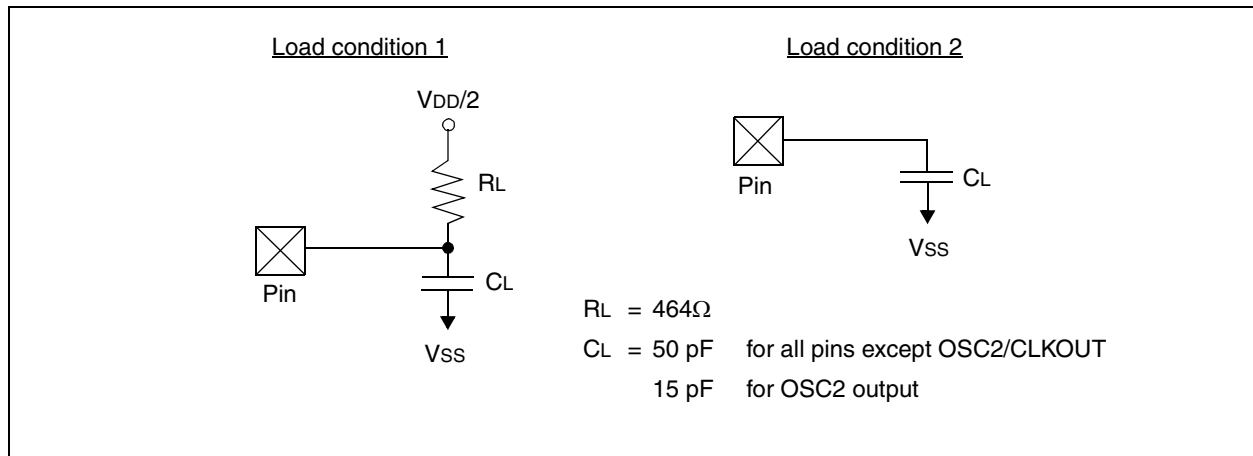 Load condition 1
VDD/2
RL
Pin
CL
VSS
Load condition 2
Pin
CL
VSS
RL = 464Ω
CL = 50 pF for all pins except OSC2/CLKOUT
15 pF for OSC2 output